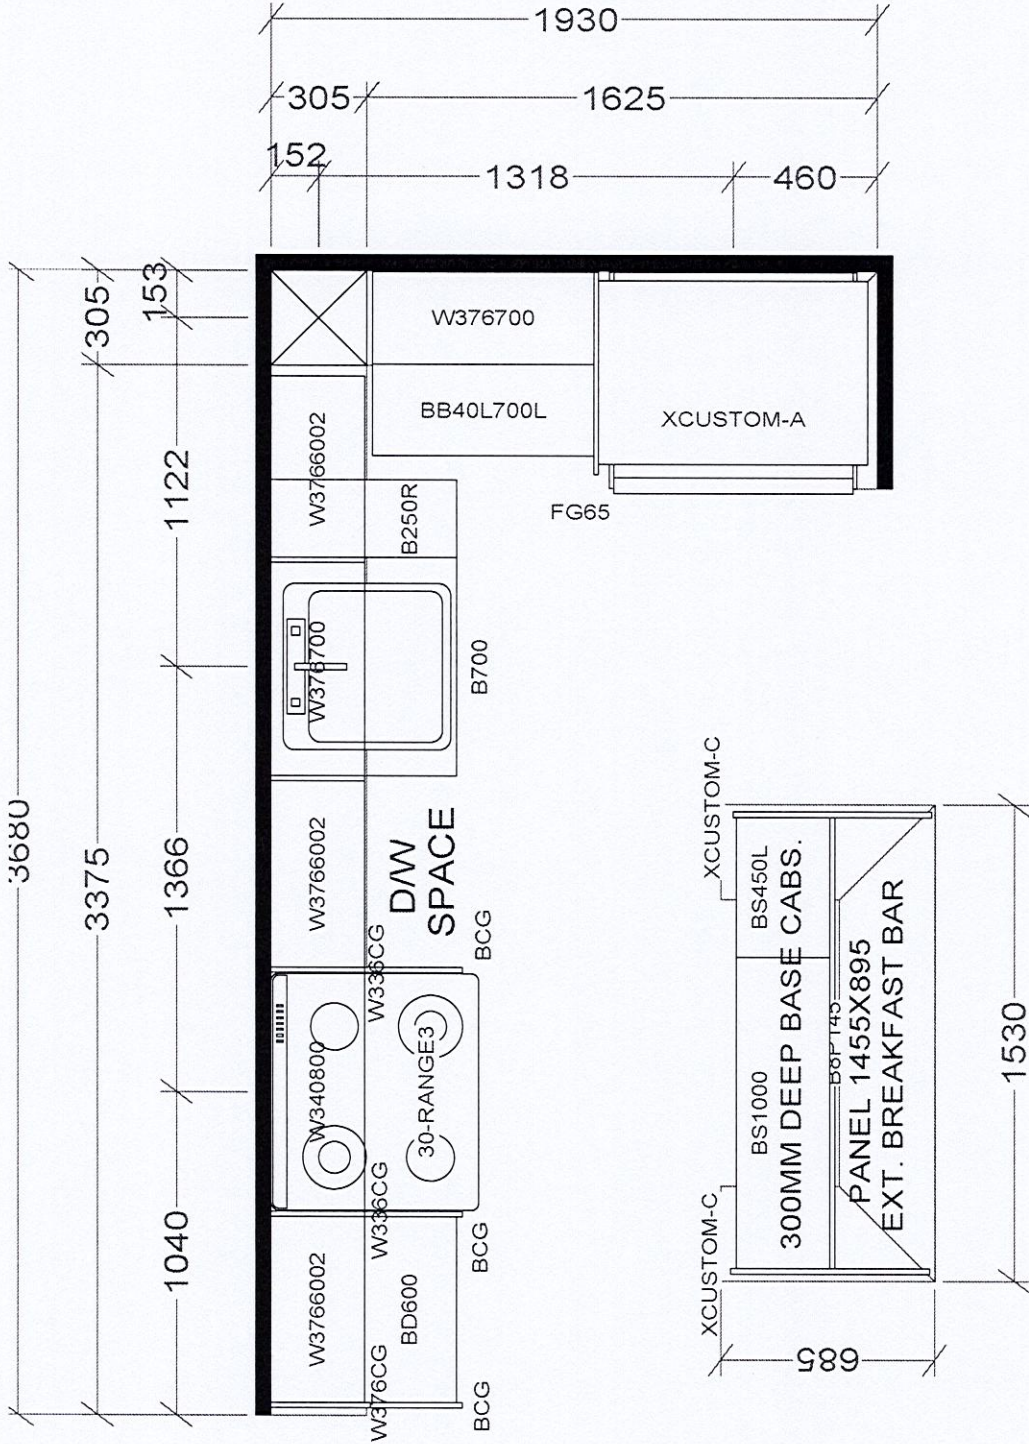 1930
305
1625
152
1318
460
3680
305
3375
153
1122
1366
1040
W376700
BB40L700L
XCUSTOM-A
FG65
W3766002
B250R
W376700
B700
W3766002
D/W
SPACE
W336CG
BCG
W340800
30-RANGE3
W336CG
BCG
W3766002
BD600
W376CG
BCG
XCUSTOM-C
BS450L
BS1000
300MM DEEP BASE CABS.
PANEL 1455X895
EXT. BREAKFAST BAR
XCUSTOM-C
1530
685